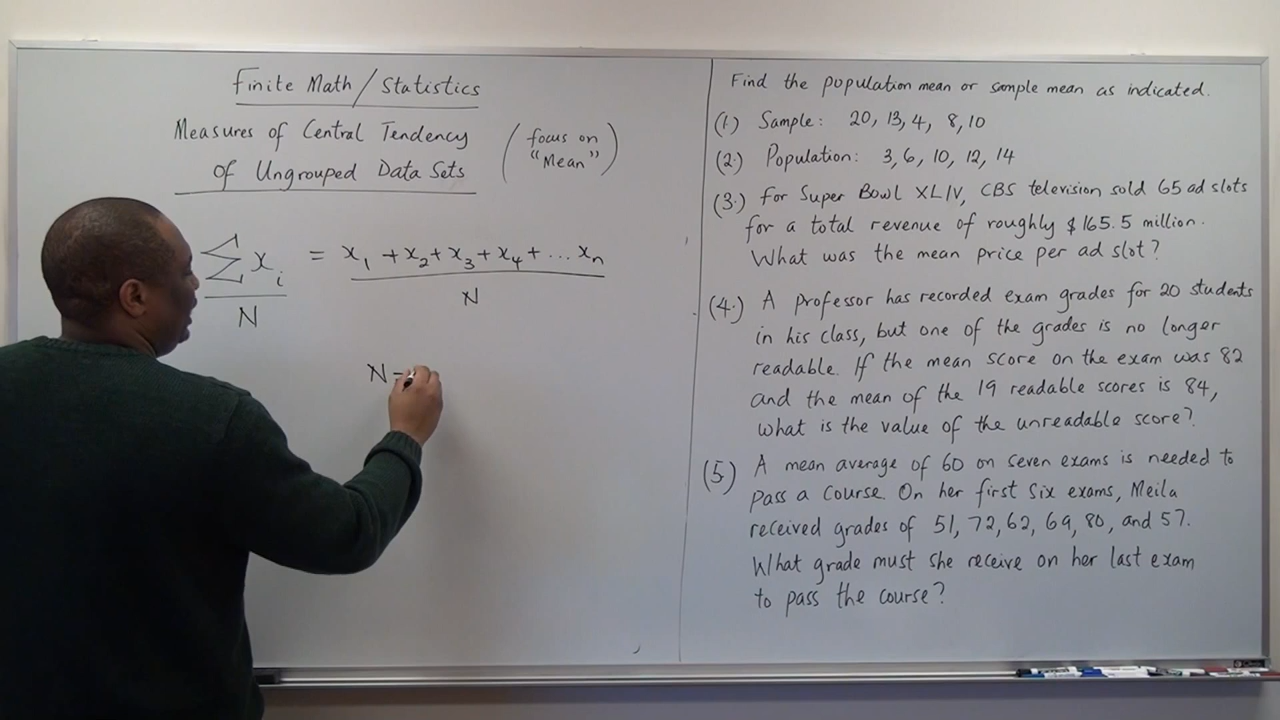 Finite Math/Statistics
Measures of Central Tendency
of Ungrouped Data Sets
(focus on
"Mean")
∑ x_i / N = x_1 + x_2 + x_3 + x_4 + ... x_n / N
N=
Find the population mean or sample mean as indicated.
(1) Sample: 20, 13, 4, 8, 10
(2.) Population: 3, 6, 10, 12, 14
(3.) for Super Bowl XLIV, CBS television sold 65 ad slots
for a total revenue of roughly $165.5 million.
What was the mean price per ad slot?
(4.) A professor has recorded exam grades for 20 students
in his class, but one of the grades is no longer
readable. If the mean score on the exam was 82
and the mean of the 19 readable scores is 84,
what is the value of the unreadable score?
(5) A mean average of 60 on seven exams is needed to
pass a course. On her first six exams, Meila
received grades of 51, 72, 62, 69, 80, and 57.
What grade must she receive on her last exam
to pass the course?